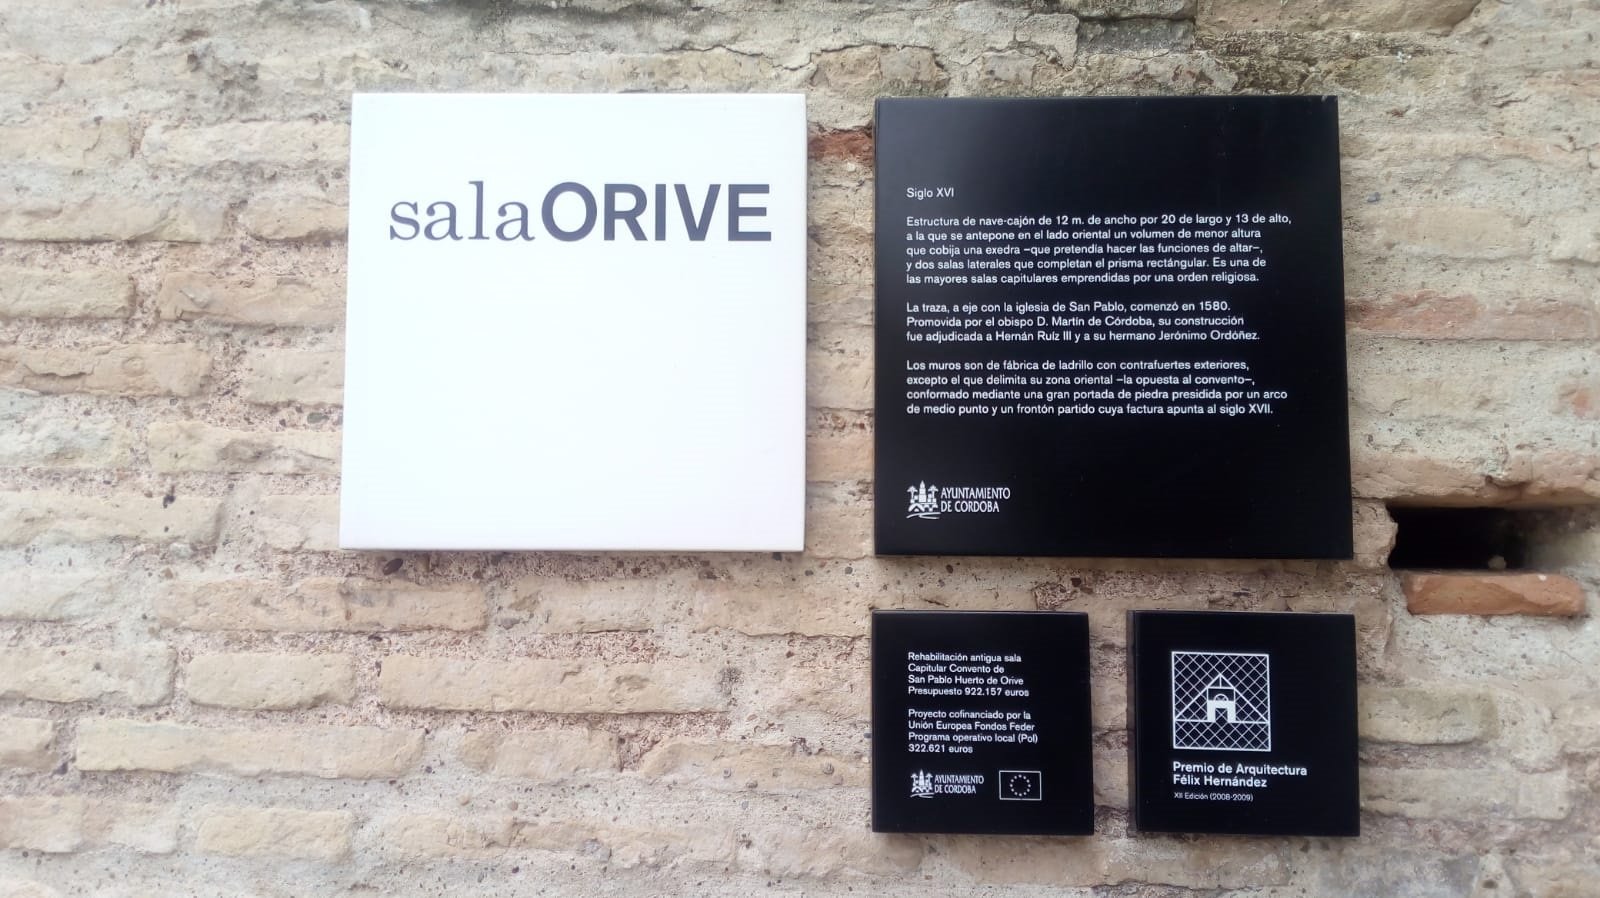 salaORIVE
Siglo XVI
Estructura de nave-cajón de 12 m. de ancho por 20 de largo y 13 de alto,
a la que se antepone en el lado oriental un volumen de menor altura
que cobija una exedra –que pretendía hacer las funciones de altar–,
y dos salas laterales que completan el prisma rectángular. Es una de
las mayores salas capitulares emprendidas por una orden religiosa.
La traza, a eje con la iglesia de San Pablo, comenzó en 1580.
Promovida por el obispo D. Martín de Córdoba, su construcción
fue adjudicada a Hernán Ruíz III y a su hermano Jerónimo Ordóñez.
Los muros son de fábrica de ladrillo con contrafuertes exteriores,
excepto el que delimita su zona oriental –la opuesta al convento–,
conformado mediante una gran portada de piedra presidida por un arco
de medio punto y un frontón partido cuya factura apunta al siglo XVII.
AYUNTAMIENTO
DE CORDOBA
Rehabilitación antigua sala
Capitular Convento de
San Pablo Huerto de Orive
Presupuesto 922.157 euros
Proyecto cofinanciado por la
Unión Europea Fondos Feder
Programa operativo local (Pol)
322.621 euros
AYUNTAMIENTO
DE CORDOBA
Premio de Arquitectura
Félix Hernández
XII Edición (2008-2009)